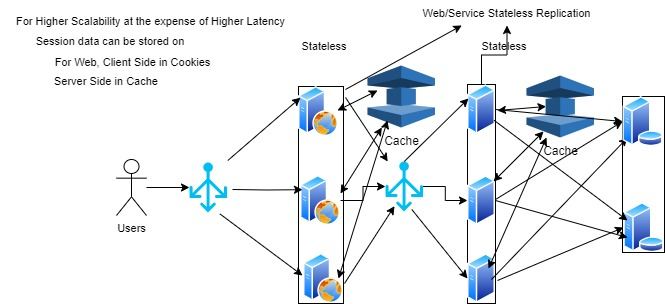 Web/Service Stateless Replication
For Higher Scalability at the expense of Higher Latency
Session data can be stored on
For Web, Client Side in Cookies
Server Side in Cache
Stateless
Stateless
Cache
Cache
Users